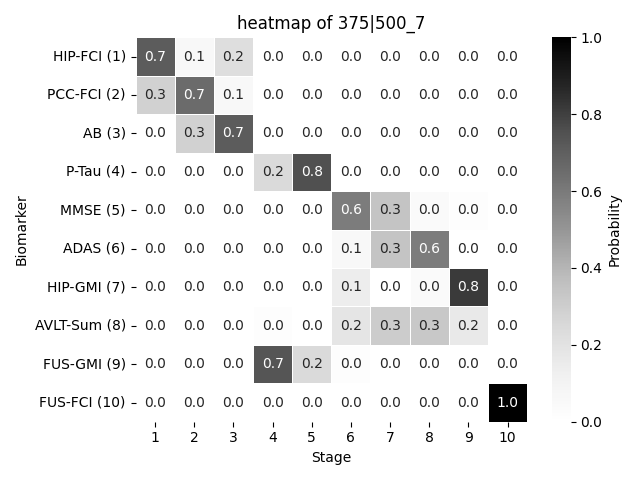 heatmap of 375|500_7
HIP-FCI (1) 0.7 0.1 0.2 0.0 0.0 0.0 0.0 0.0 0.0 0.0
PCC-FCI (2) 0.3 0.7 0.1 0.0 0.0 0.0 0.0 0.0 0.0 0.0
AB (3) 0.0 0.3 0.7 0.0 0.0 0.0 0.0 0.0 0.0 0.0
P-Tau (4) 0.0 0.0 0.0 0.2 0.8 0.0 0.0 0.0 0.0 0.0
MMSE (5) 0.0 0.0 0.0 0.0 0.0 0.6 0.3 0.0 0.0 0.0
ADAS (6) 0.0 0.0 0.0 0.0 0.0 0.1 0.3 0.6 0.0 0.0
HIP-GMI (7) 0.0 0.0 0.0 0.0 0.0 0.1 0.0 0.0 0.8 0.0
AVLT-Sum (8) 0.0 0.0 0.0 0.0 0.0 0.2 0.3 0.3 0.2 0.0
FUS-GMI (9) 0.0 0.0 0.0 0.7 0.2 0.0 0.0 0.0 0.0 0.0
FUS-FCI (10) 0.0 0.0 0.0 0.0 0.0 0.0 0.0 0.0 0.0 1.0
1 2 3 4 5 6 7 8 9 10
Stage
Biomarker
1.0
0.8
0.6
0.4
0.2
0.0
Probability